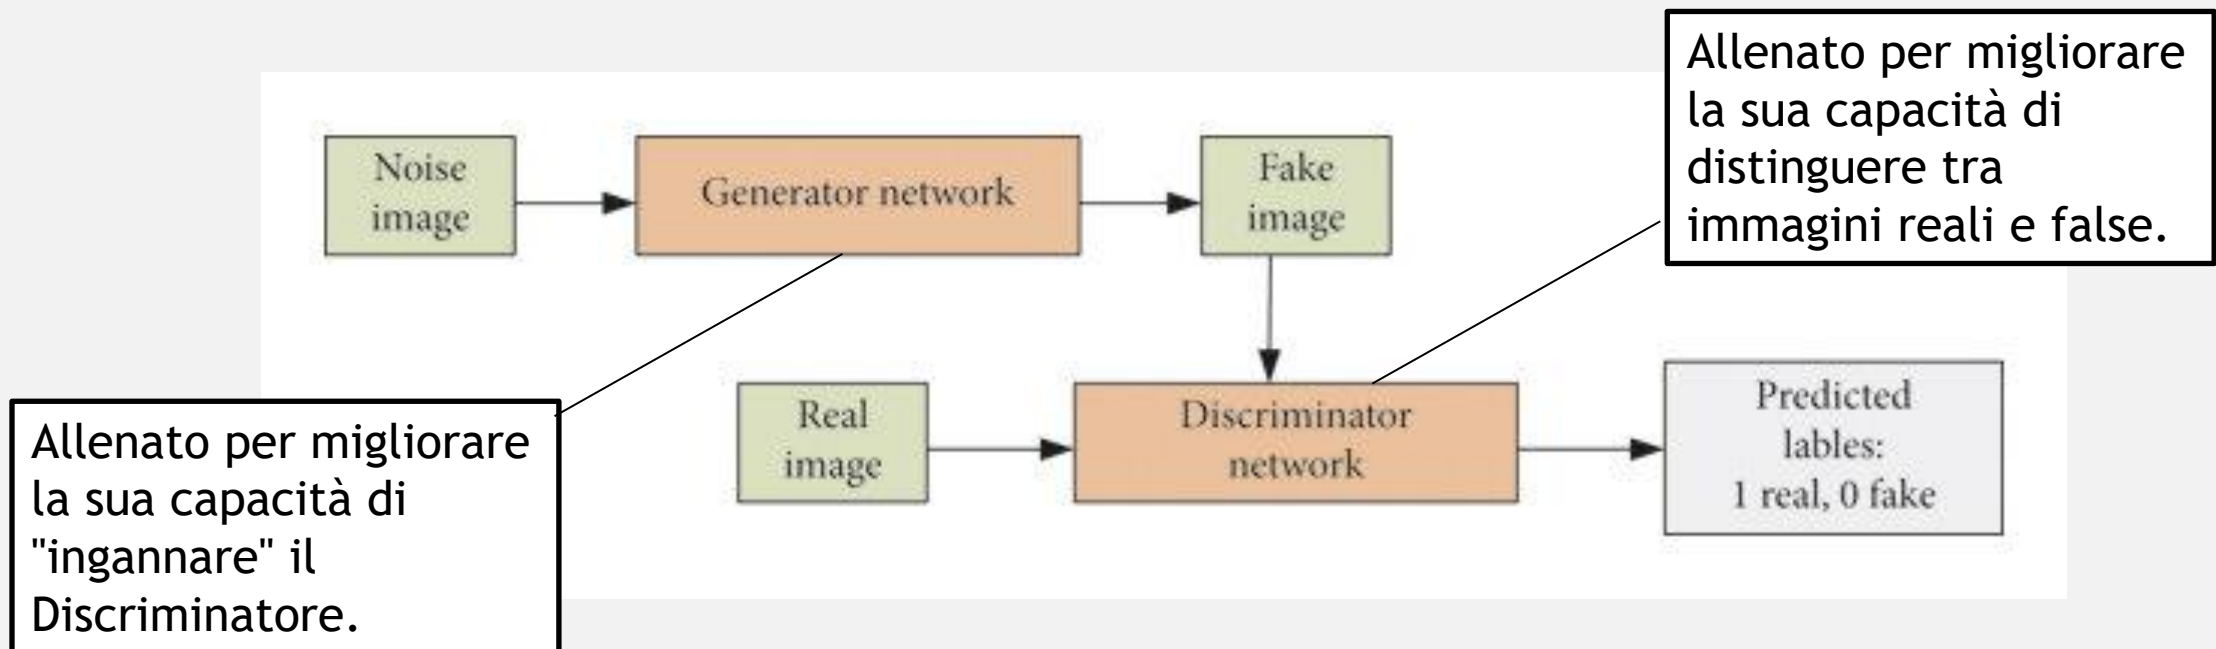 Allenato per migliorare
la sua capacità di
distinguere tra
immagini reali e false.
Noise
image
Generator network
Fake
image
Real
image
Discriminator
network
Predicted
lables:
1 real, 0 fake
Allenato per migliorare
la sua capacità di
"ingannare" il
Discriminatore.